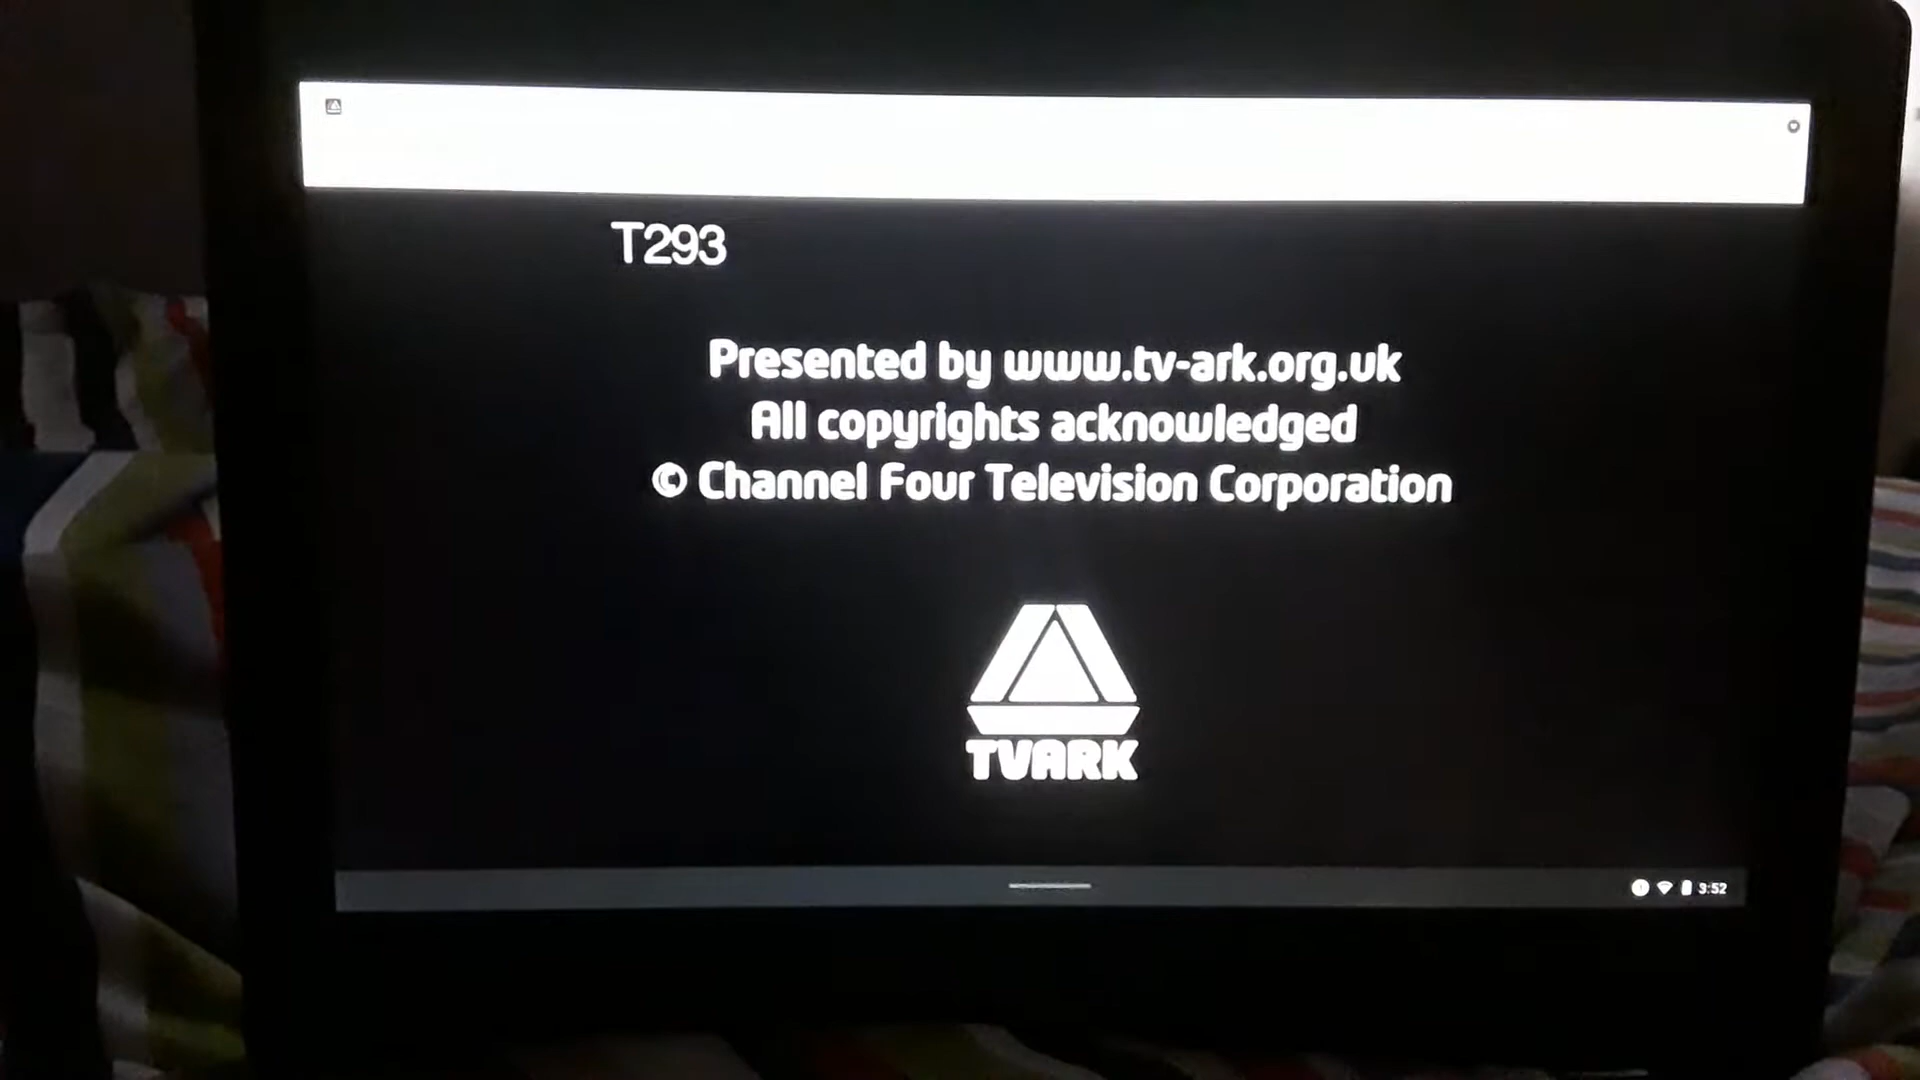 T293
Presented by www.tv-ark.org.uk
All copyrights acknowledged
© Channel Four Television Corporation
TVARK
3:52